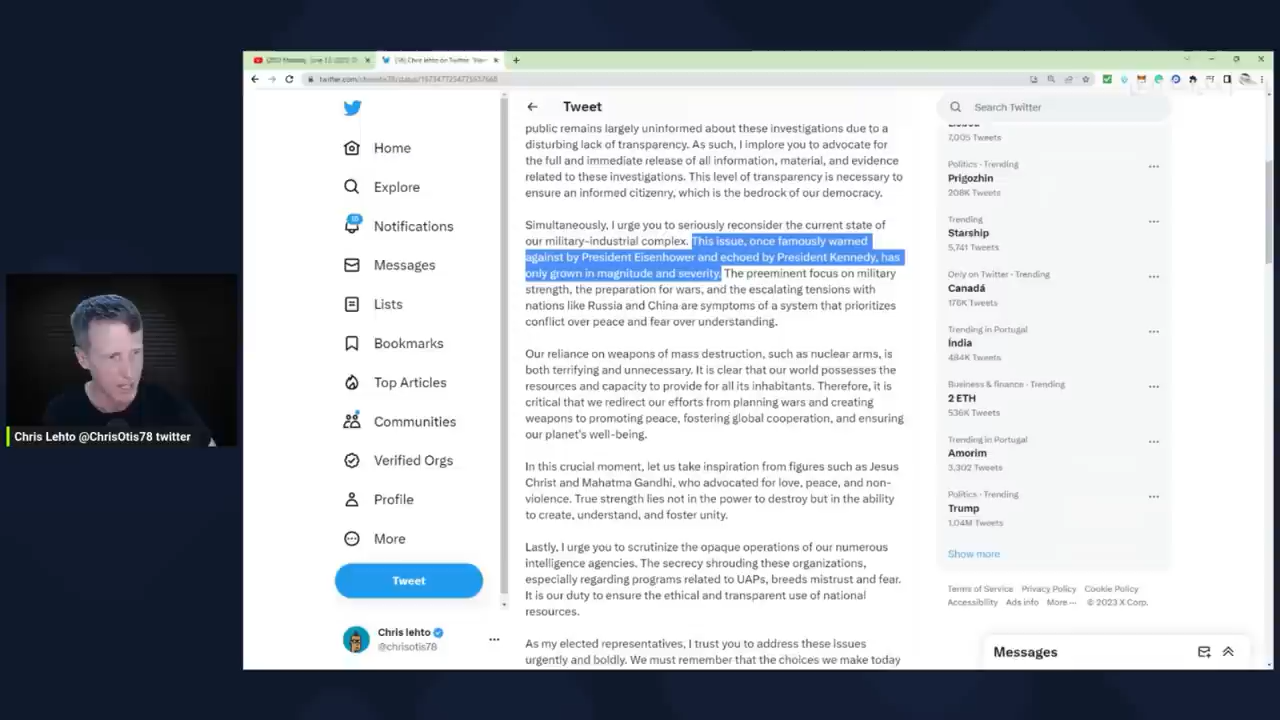 Tweet
Search Twitter
Home
Explore
Notifications
Messages
Lists
Bookmarks
Top Articles
Communities
Verified Orgs
Profile
More
Tweet
Chris lehto
@chrisotis78
public remains largely uninformed about these investigations due to a
disturbing lack of transparency. As such, I implore you to advocate for
the full and immediate release of all information, material, and evidence
related to these investigations. This level of transparency is necessary to
ensure an informed citizenry, which is the bedrock of our democracy.
Simultaneously, I urge you to seriously reconsider the current state of
our military-industrial complex. This issue, once famously warned
against by President Eisenhower and echoed by President Kennedy, has
only grown in magnitude and severity. The preeminent focus on military
strength, the preparation for wars, and the escalating tensions with
nations like Russia and China are symptoms of a system that prioritizes
conflict over peace and fear over understanding.
Our reliance on weapons of mass destruction, such as nuclear arms, is
both terrifying and unnecessary. It is clear that our world possesses the
resources and capacity to provide for all its inhabitants. Therefore, it is
critical that we redirect our efforts from planning wars and creating
weapons to promoting peace, fostering global cooperation, and ensuring
our planet's well-being.
In this crucial moment, let us take inspiration from figures such as Jesus
Christ and Mahatma Gandhi, who advocated for love, peace, and non-
violence. True strength lies not in the power to destroy but in the ability
to create, understand, and foster unity.
Lastly, I urge you to scrutinize the opaque operations of our numerous
intelligence agencies. The secrecy shrouding these organizations,
especially regarding programs related to UAPs, breeds mistrust and fear.
It is our duty to ensure the ethical and transparent use of national
resources.
As my elected representatives, I trust you to address these issues
urgently and boldly. We must remember that the choices we make today
7,005 Tweets
Politics · Trending
Prigozhin
208K Tweets
Trending
Starship
5,741 Tweets
Only on Twitter · Trending
Canadá
176K Tweets
Trending in Portugal
Índia
484K Tweets
Business & finance · Trending
2 ETH
536K Tweets
Trending in Portugal
Amorim
3,302 Tweets
Politics · Trending
Trump
1.04M Tweets
Show more
Terms of Service Privacy Policy Cookie Policy
Accessibility Ads info More ··· © 2023 X Corp.
Messages
Chris Lehto @ChrisOtis78 twitter